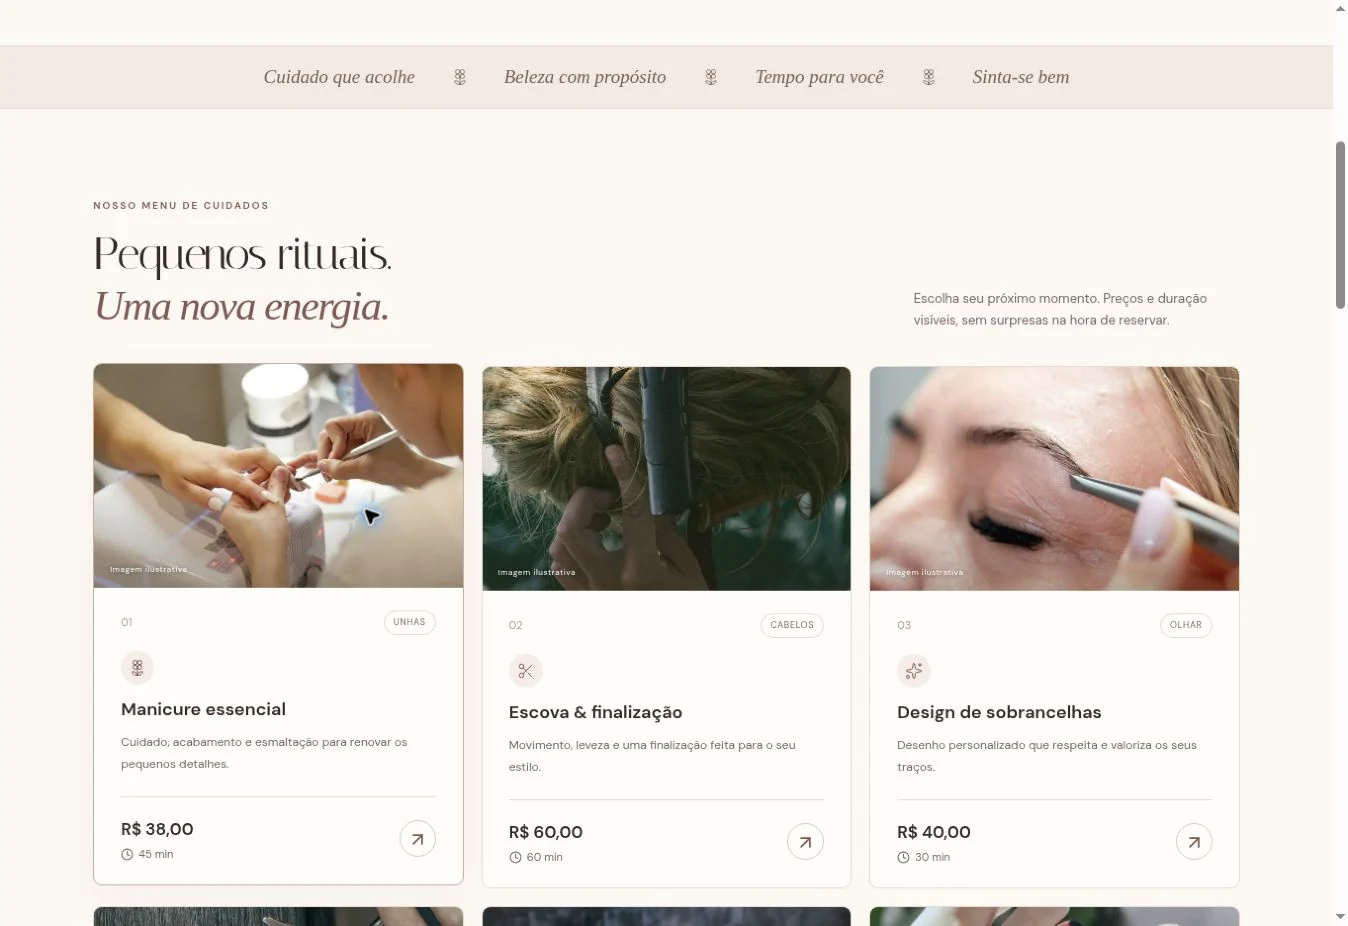 Cuidado que acolhe Beleza com propósito Tempo para você Sinta-se bem
NOSSO MENU DE CUIDADOS
Pequenos rituais.
Uma nova energia.
Escolha seu próximo momento. Preços e duração
visíveis, sem surpresas na hora de reservar.
Imagem ilustrativa
01 UNHAS
Manicure essencial
Cuidado, acabamento e esmaltação para renovar os
pequenos detalhes.
R$ 38,00
45 min
Imagem ilustrativa
02 CABELOS
Escova & finalização
Movimento, leveza e uma finalização feita para o seu
estilo.
R$ 60,00
60 min
Imagem ilustrativa
03 OLHAR
Design de sobrancelhas
Desenho personalizado que respeita e valoriza os seus
traços.
R$ 40,00
30 min